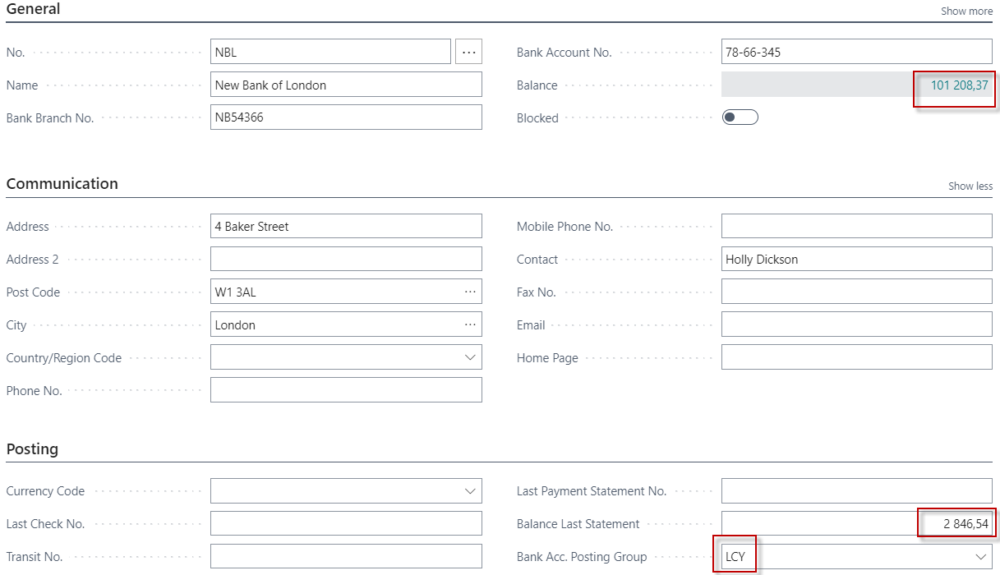 General
Show more
No.
NBL
Bank Account No.
78-66-345
Name
New Bank of London
Balance
101 208,37
Bank Branch No.
NB54366
Blocked
Communication
Show less
Address
4 Baker Street
Mobile Phone No.
Address 2
Contact
Holly Dickson
Post Code
W1 3AL
Fax No.
City
London
Email
Country/Region Code
Home Page
Phone No.
Posting
Currency Code
Last Payment Statement No.
Last Check No.
Balance Last Statement
2 846,54
Transit No.
Bank Acc. Posting Group
LCY